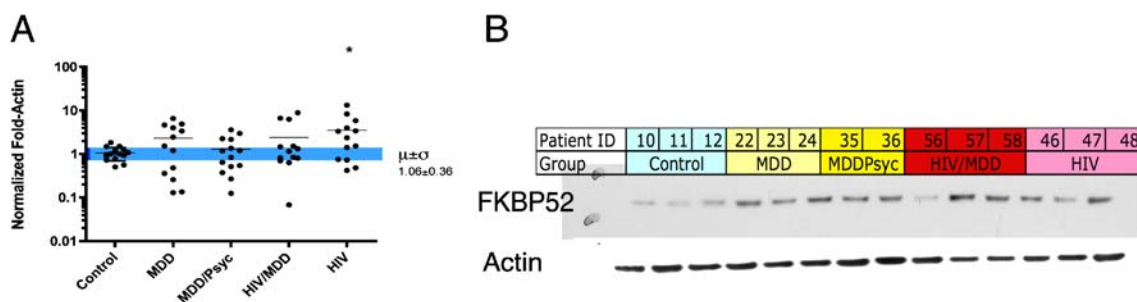 A
Normalized Fold-Actin
100
10
1
0.1
0.01
*
μ±σ
1.06±0.36
Control
MDD
MDD/Psyc
HIV/MDD
HIV
B
Patient ID 10 11 12 22 23 24 35 36 56 57 58 46 47 48
Group Control MDD MDDPsyc HIV/MDD HIV
FKBP52
Actin